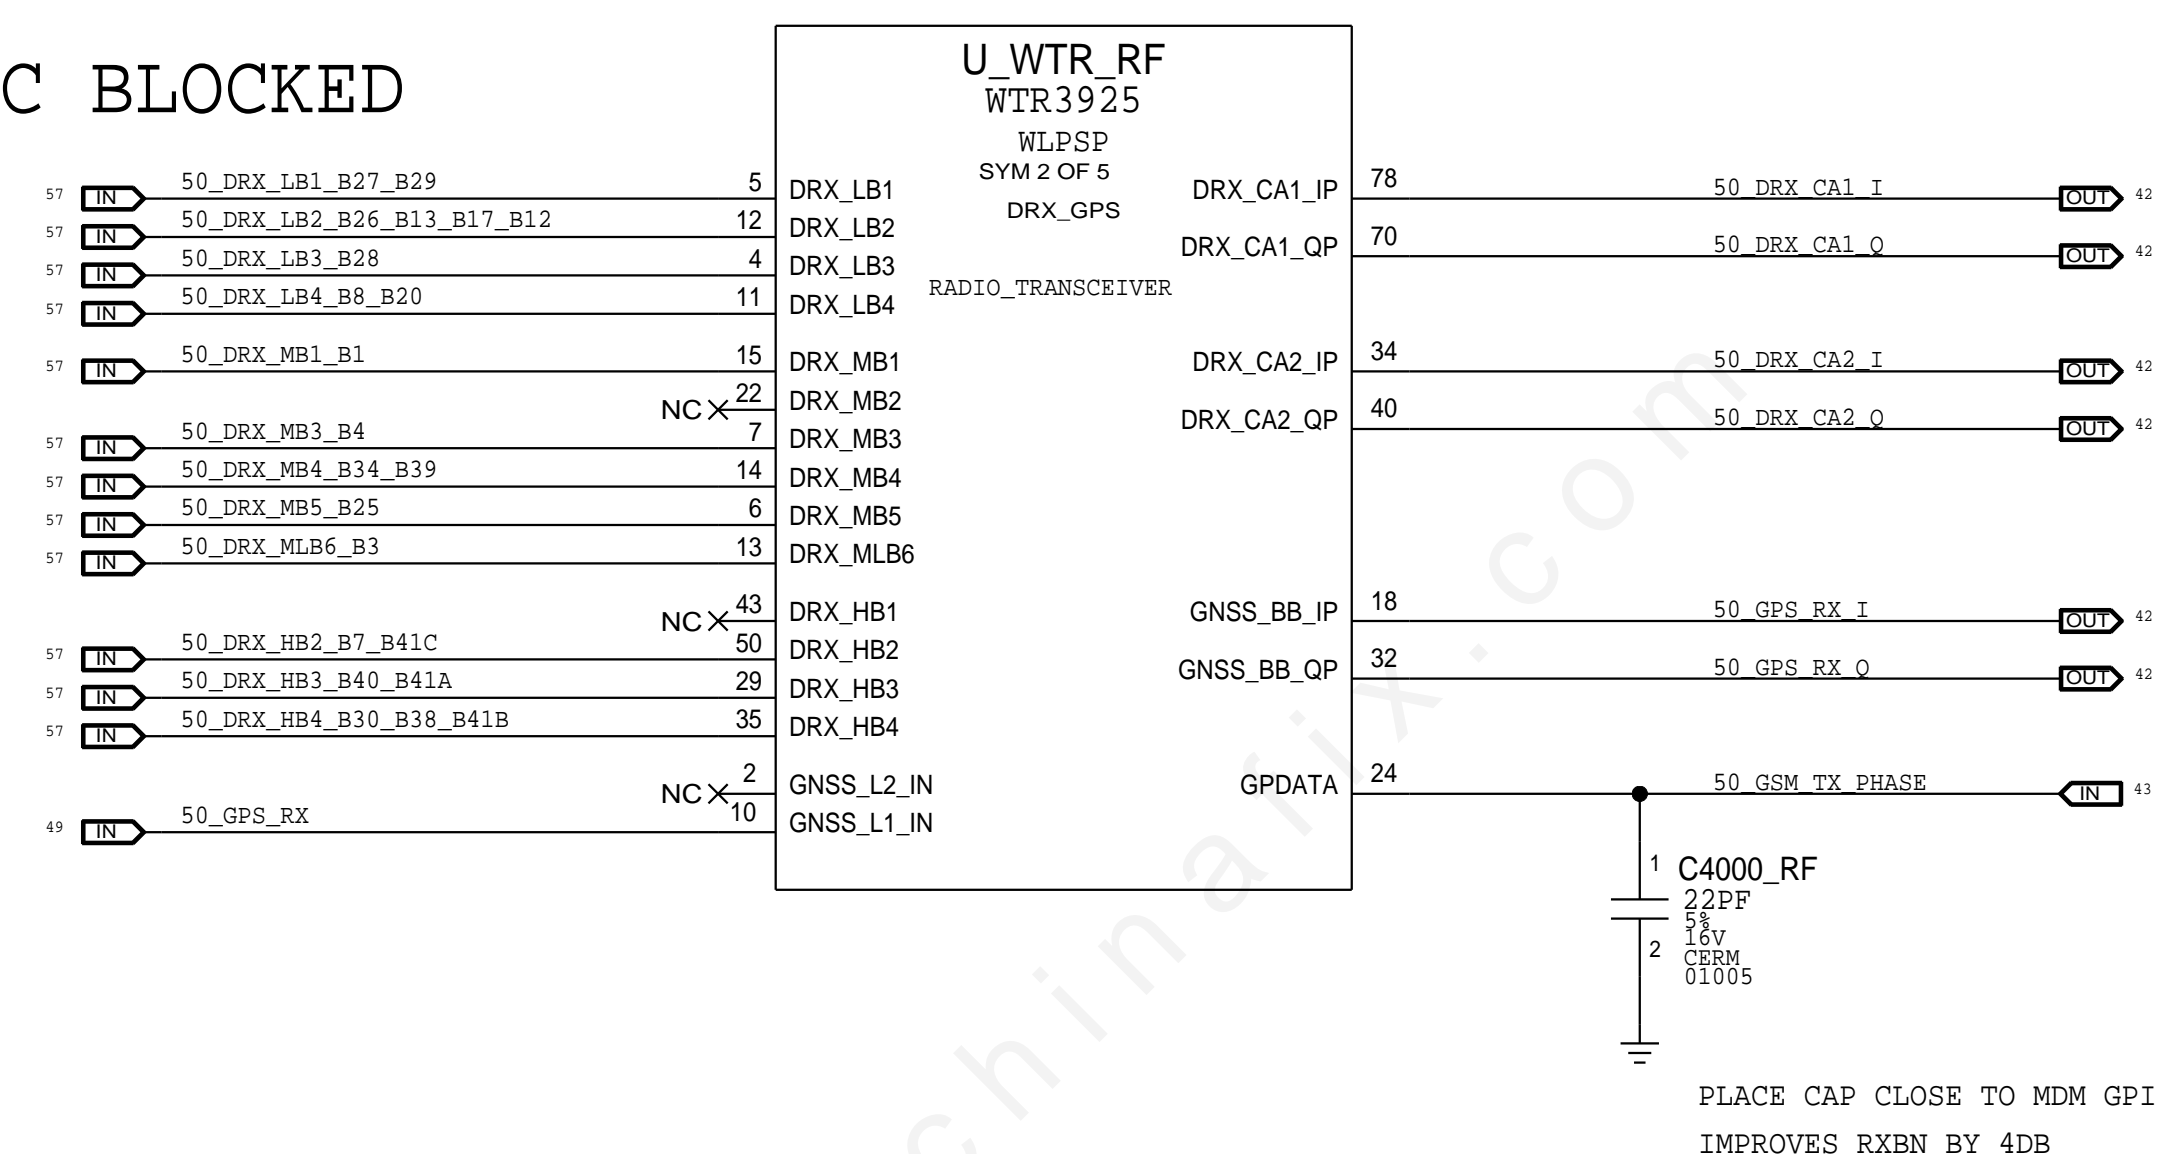 C BLOCKED
U_WTR_RF
WTR3925
WLPSP
SYM 2 OF 5
DRX_GPS
RADIO_TRANSCEIVER
57 IN 50_DRX_LB1_B27_B29 5 DRX_LB1
57 IN 50_DRX_LB2_B26_B13_B17_B12 12 DRX_LB2
57 IN 50_DRX_LB3_B28 4 DRX_LB3
57 IN 50_DRX_LB4_B8_B20 11 DRX_LB4
57 IN 50_DRX_MB1_B1 15 DRX_MB1
NC 22 DRX_MB2
57 IN 50_DRX_MB3_B4 7 DRX_MB3
57 IN 50_DRX_MB4_B34_B39 14 DRX_MB4
57 IN 50_DRX_MB5_B25 6 DRX_MB5
57 IN 50_DRX_MLB6_B3 13 DRX_MLB6
NC 43 DRX_HB1
57 IN 50_DRX_HB2_B7_B41C 50 DRX_HB2
57 IN 50_DRX_HB3_B40_B41A 29 DRX_HB3
57 IN 50_DRX_HB4_B30_B38_B41B 35 DRX_HB4
NC 2 GNSS_L2_IN
49 IN 50_GPS_RX 10 GNSS_L1_IN
DRX_CA1_IP 78 50_DRX_CA1_I OUT 42
DRX_CA1_QP 70 50_DRX_CA1_Q OUT 42
DRX_CA2_IP 34 50_DRX_CA2_I OUT 42
DRX_CA2_QP 40 50_DRX_CA2_Q OUT 42
GNSS_BB_IP 18 50_GPS_RX_I OUT 42
GNSS_BB_QP 32 50_GPS_RX_Q OUT 42
GPDATA 24 50_GSM_TX_PHASE IN 43
1 C4000_RF
22PF
5%
16V
2 CERM
01005
PLACE CAP CLOSE TO MDM GPI
IMPROVES RXBN BY 4DB
chinafix.com